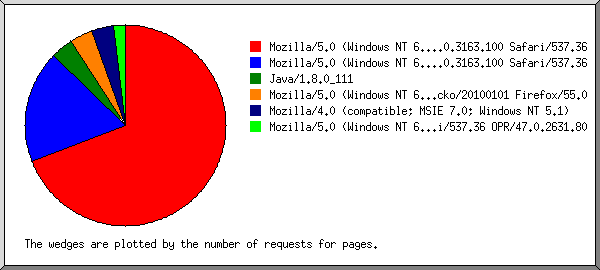 Mozilla/5.0 (Windows NT 6....0.3163.100 Safari/537.36
Mozilla/5.0 (Windows NT 6....0.3163.100 Safari/537.36
Java/1.8.0_111
Mozilla/5.0 (Windows NT 6...cko/20100101 Firefox/55.0
Mozilla/4.0 (compatible; MSIE 7.0; Windows NT 5.1)
Mozilla/5.0 (Windows NT 6...i/537.36 OPR/47.0.2631.80
The wedges are plotted by the number of requests for pages.